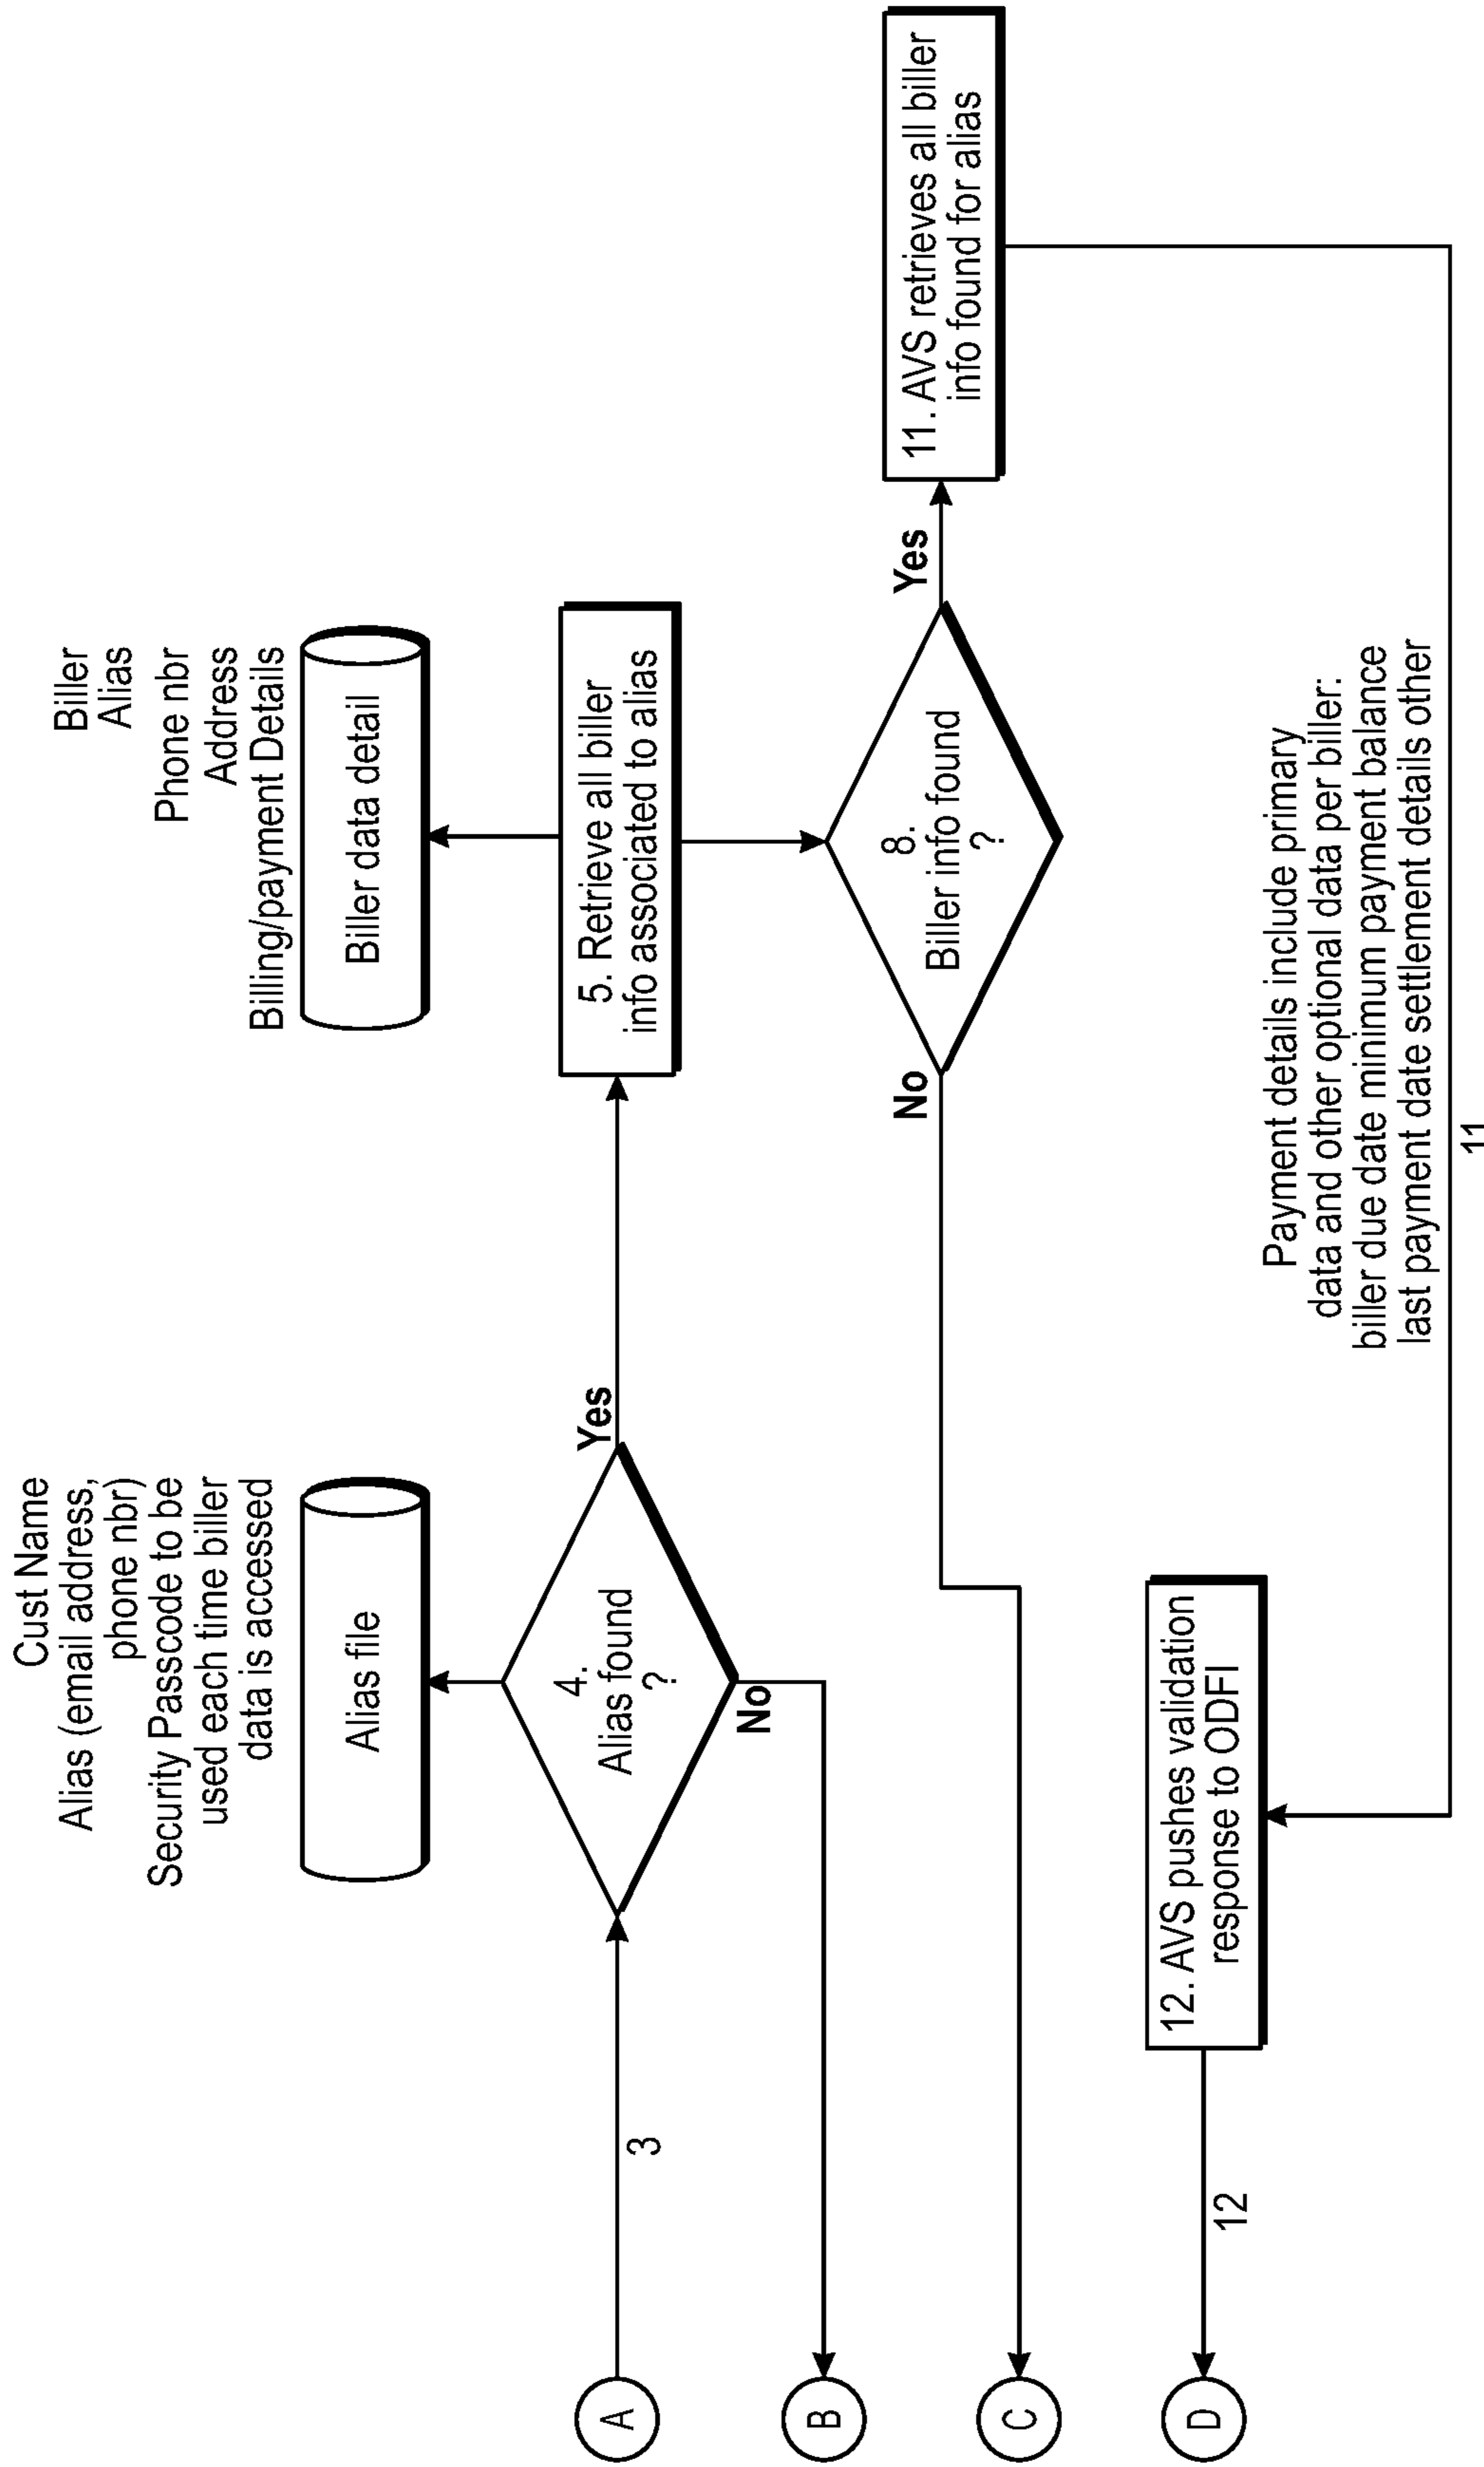 Cust Name
Alias (email address,
phone nbr)
Security Passcode to be
used each time biller
data is accessed
Alias file
Biller
Alias
Phone nbr
Address
Billing/payment Details
Biller data detail
A
3
4.
Alias found
?
Yes
No
5. Retrieve all biller
info associated to alias
B
8.
Biller info found
?
No
Yes
11. AVS retrieves all biller
info found for alias
C
12. AVS pushes validation
response to ODFI
D
12
Payment details include primary
data and other optional data per biller:
biller due date minimum payment balance
last payment date settlement details other
11